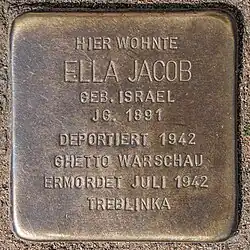 HIER WOHNTE
ELLA JACOB
GEB. ISRAEL
JG. 1891
DEPORTIERT 1942
GHETTO WARSCHAU
ERMORDET JULI 1942
TREBLINKA